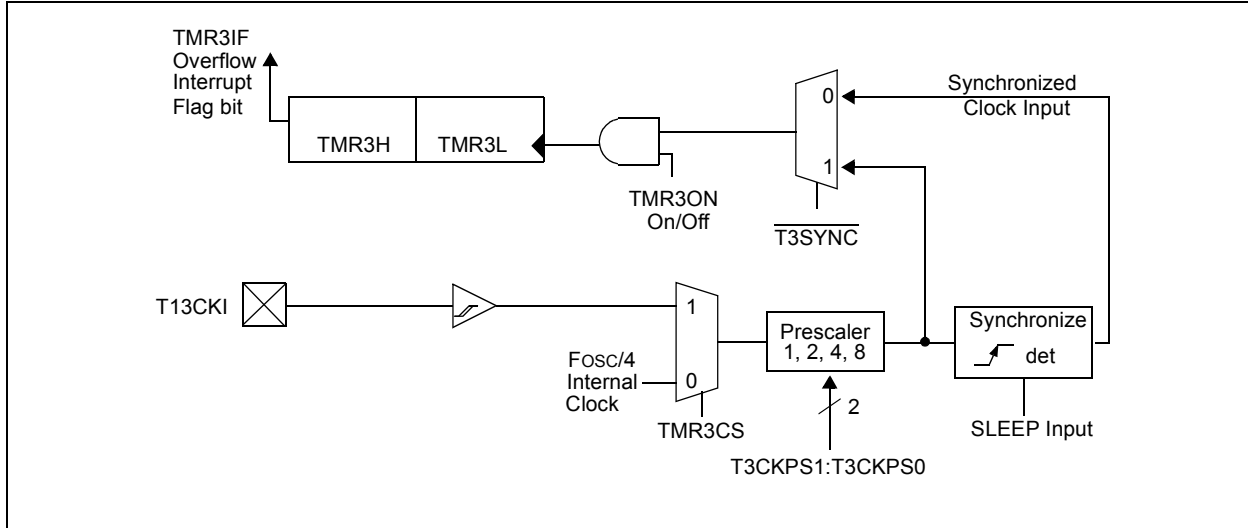 TMR3IF
Overflow
Interrupt
Flag bit
TMR3H
TMR3L
TMR3ON
On/Off
0
1
T3SYNC
Synchronized
Clock Input
T13CKI
1
0
FOSC/4
Internal
Clock
TMR3CS
Prescaler
1, 2, 4, 8
2
T3CKPS1:T3CKPS0
Synchronize
det
SLEEP Input